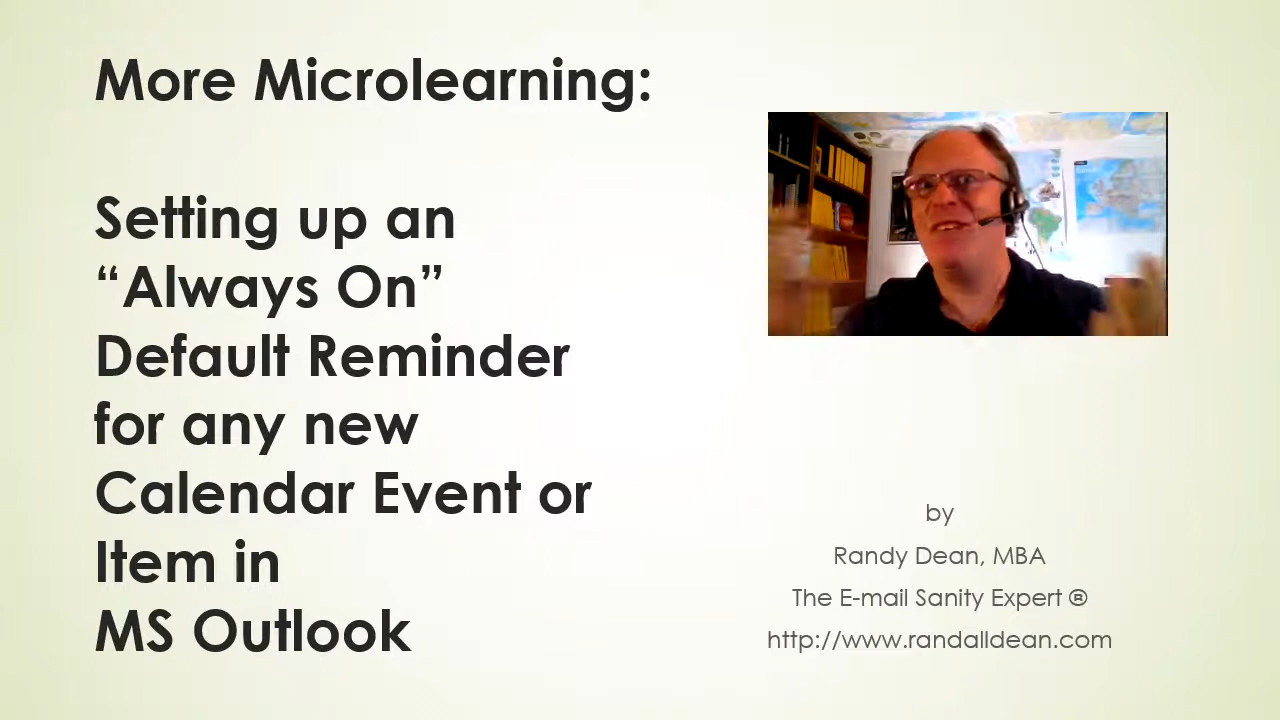 More Microlearning:
Setting up an
“Always On”
Default Reminder
for any new
Calendar Event or
Item in
MS Outlook
by
Randy Dean, MBA
The E-mail Sanity Expert ®
http://www.randalldean.com